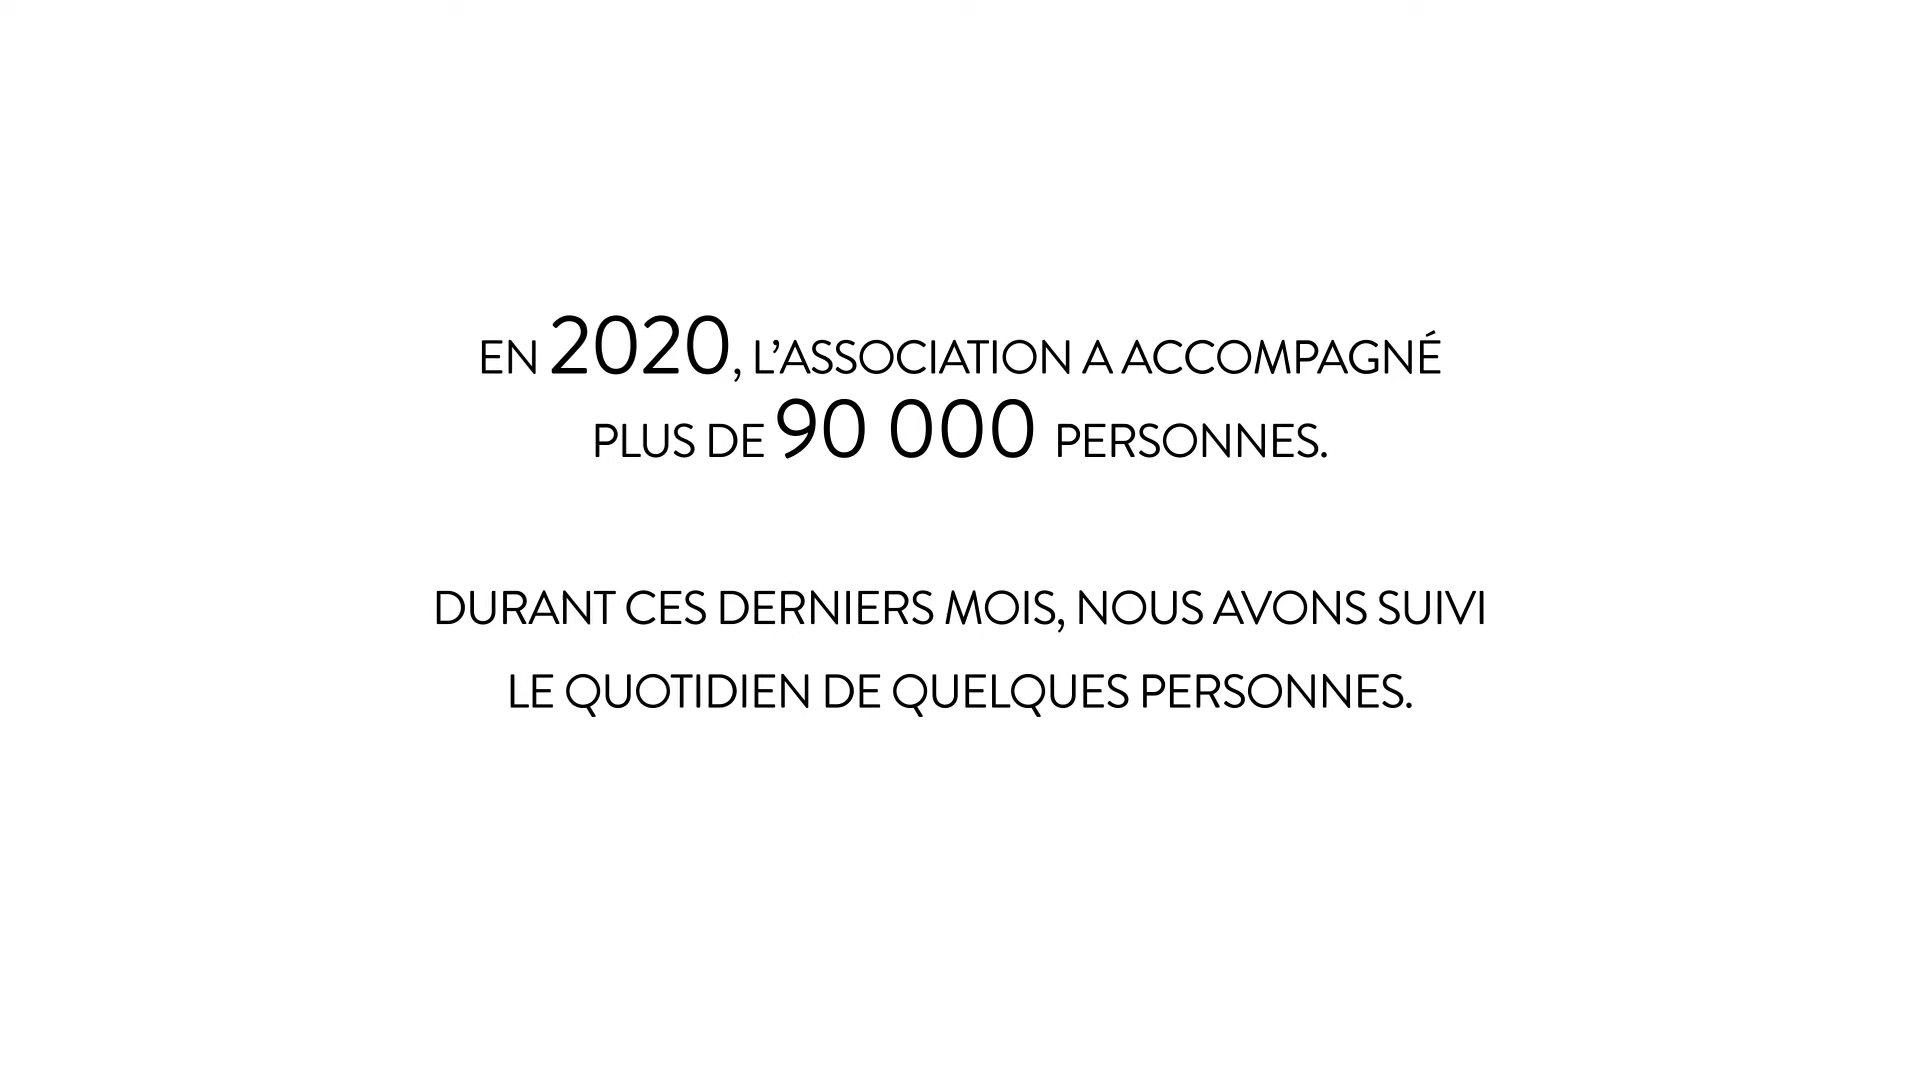 EN 2020, L’ASSOCIATION A ACCOMPAGNÉ
PLUS DE 90 000 PERSONNES.
DURANT CES DERNIERS MOIS, NOUS AVONS SUIVI
LE QUOTIDIEN DE QUELQUES PERSONNES.